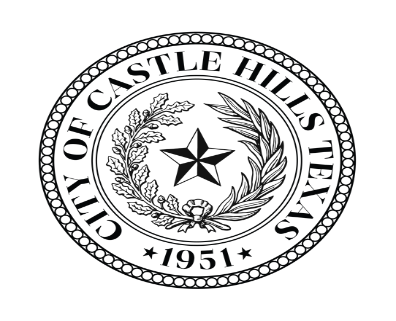 CITY OF CASTLE HILLS TEXAS
★1951★